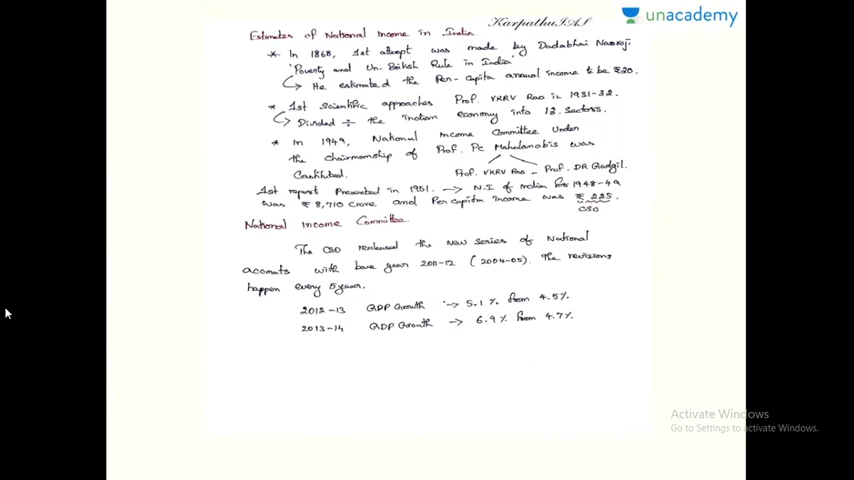 KarpathuIAS
unacademy
Estimates of National Income in India
* In 1868, 1st attempt was made by Dadabhai Naoroji
'Poverty and Un-British Rule in India'
↳ He estimated the Per-capita annual income to be ₹20.
* 1st Scientific approaches Prof. VKRV Rao in 1931-32.
↳ Divided ÷ the Indian economy into 13 Sectors.
* In 1949, National Income Committee Under
the chairmonship of Prof. Pc Mahalanobis was
Constituted.
Prof. VKRV Rao - Prof. DR Gadgil.
1st report Presented in 1951. → N.I of India for 1948-49
was ₹ 8,710 Crore and Per capita income was ₹ 225.
CSO
National Income Committee.
The CSO released the new series of National
accounts with base year 2011-12 (2004-05). The revisions
happen every 5 year.
2012-13 GDP Growth → 5.1% from 4.5%.
2013-14 GDP Growth → 6.9% from 4.7%.
Activate Windows
Go to Settings to activate Windows.